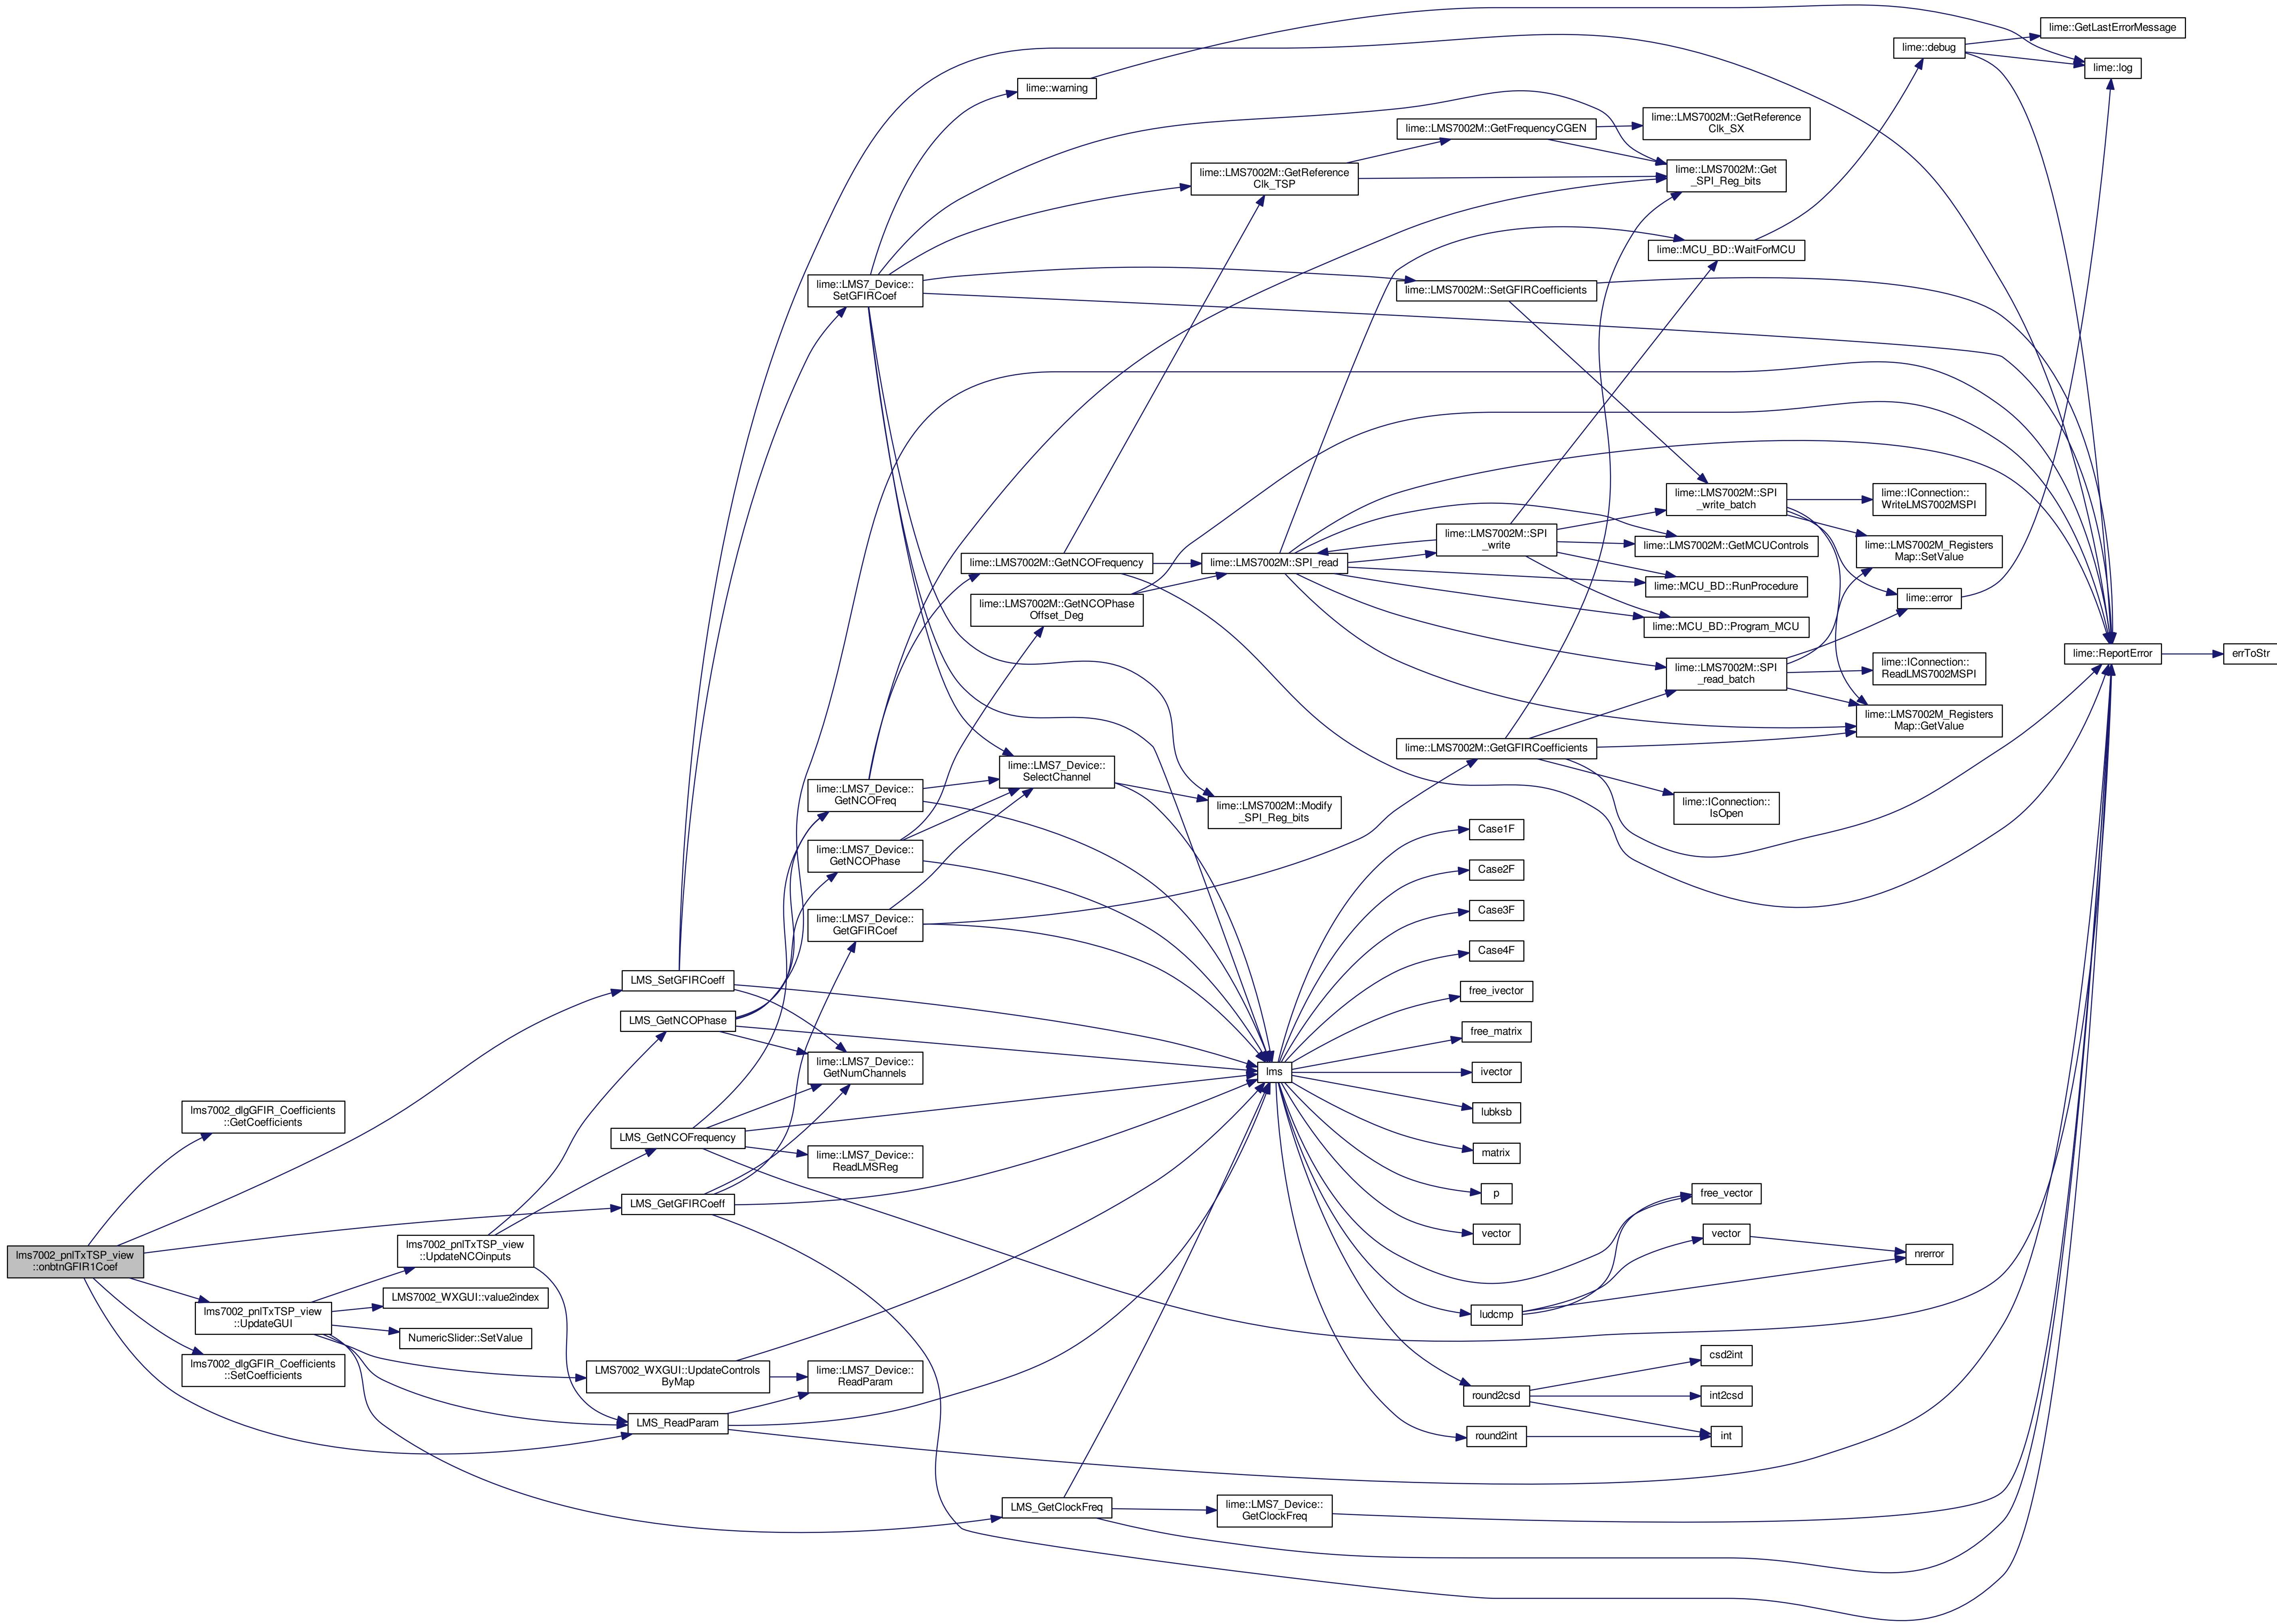 lms7002_pnlTxTSP_view
::onbtnGFIR1Coef
lms7002_dlgGFIR_Coefficients
::GetCoefficients
lms7002_pnlTxTSP_view
::UpdateGUI
lms7002_dlgGFIR_Coefficients
::SetCoefficients
lms7002_pnlTxTSP_view
::UpdateNCOinputs
LMS7002_WXGUI::value2index
NumericSlider::SetValue
LMS_SetGFIRCoeff
LMS_GetNCOPhase
LMS_GetNCOFrequency
LMS_GetGFIRCoeff
LMS7002_WXGUI::UpdateControls
ByMap
LMS_ReadParam
lime::LMS7_Device::
SetGFIRCoef
lime::LMS7_Device::
GetNCOFreq
lime::LMS7_Device::
GetNCOPhase
lime::LMS7_Device::
GetGFIRCoef
lime::LMS7_Device::
GetNumChannels
lime::LMS7_Device::
ReadLMSReg
lime::LMS7_Device::
ReadParam
lime::warning
lime::LMS7002M::GetNCOFrequency
lime::LMS7002M::GetNCOPhase
Offset_Deg
lime::LMS7_Device::
SelectChannel
LMS_GetClockFreq
lime::LMS7002M::GetReference
Clk_TSP
lime::LMS7002M::SPI_read
lime::LMS7002M::Modify
_SPI_Reg_bits
lms
lime::LMS7_Device::
GetClockFreq
lime::LMS7002M::GetFrequencyCGEN
lime::LMS7002M::SetGFIRCoefficients
lime::LMS7002M::SPI
_write
lime::LMS7002M::GetGFIRCoefficients
Case1F
Case2F
Case3F
Case4F
free_ivector
free_matrix
ivector
lubksb
matrix
p
vector
ludcmp
round2csd
round2int
lime::LMS7002M::GetReference
Clk_SX
lime::LMS7002M::Get
_SPI_Reg_bits
lime::MCU_BD::WaitForMCU
lime::LMS7002M::SPI
_write_batch
lime::LMS7002M::GetMCUControls
lime::MCU_BD::RunProcedure
lime::MCU_BD::Program_MCU
lime::LMS7002M::SPI
_read_batch
lime::IConnection::
IsOpen
free_vector
vector
csd2int
int2csd
int
lime::debug
lime::IConnection::
WriteLMS7002MSPI
lime::LMS7002M_Registers
Map::SetValue
lime::error
lime::IConnection::
ReadLMS7002MSPI
lime::LMS7002M_Registers
Map::GetValue
nrerror
lime::GetLastErrorMessage
lime::log
lime::ReportError
errToStr